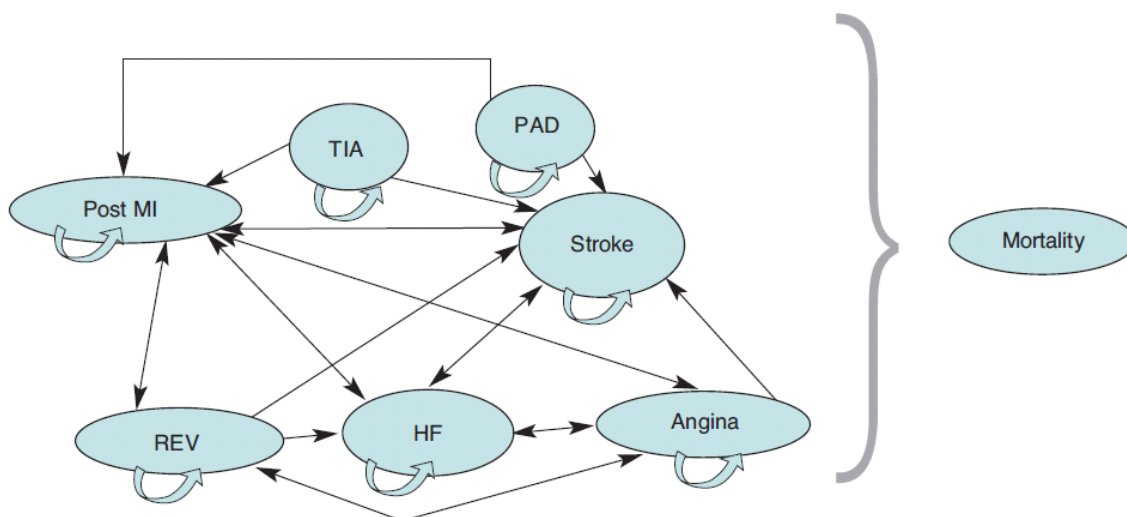 PAD
TIA
Post MI
Stroke
Mortality
REV
HF
Angina